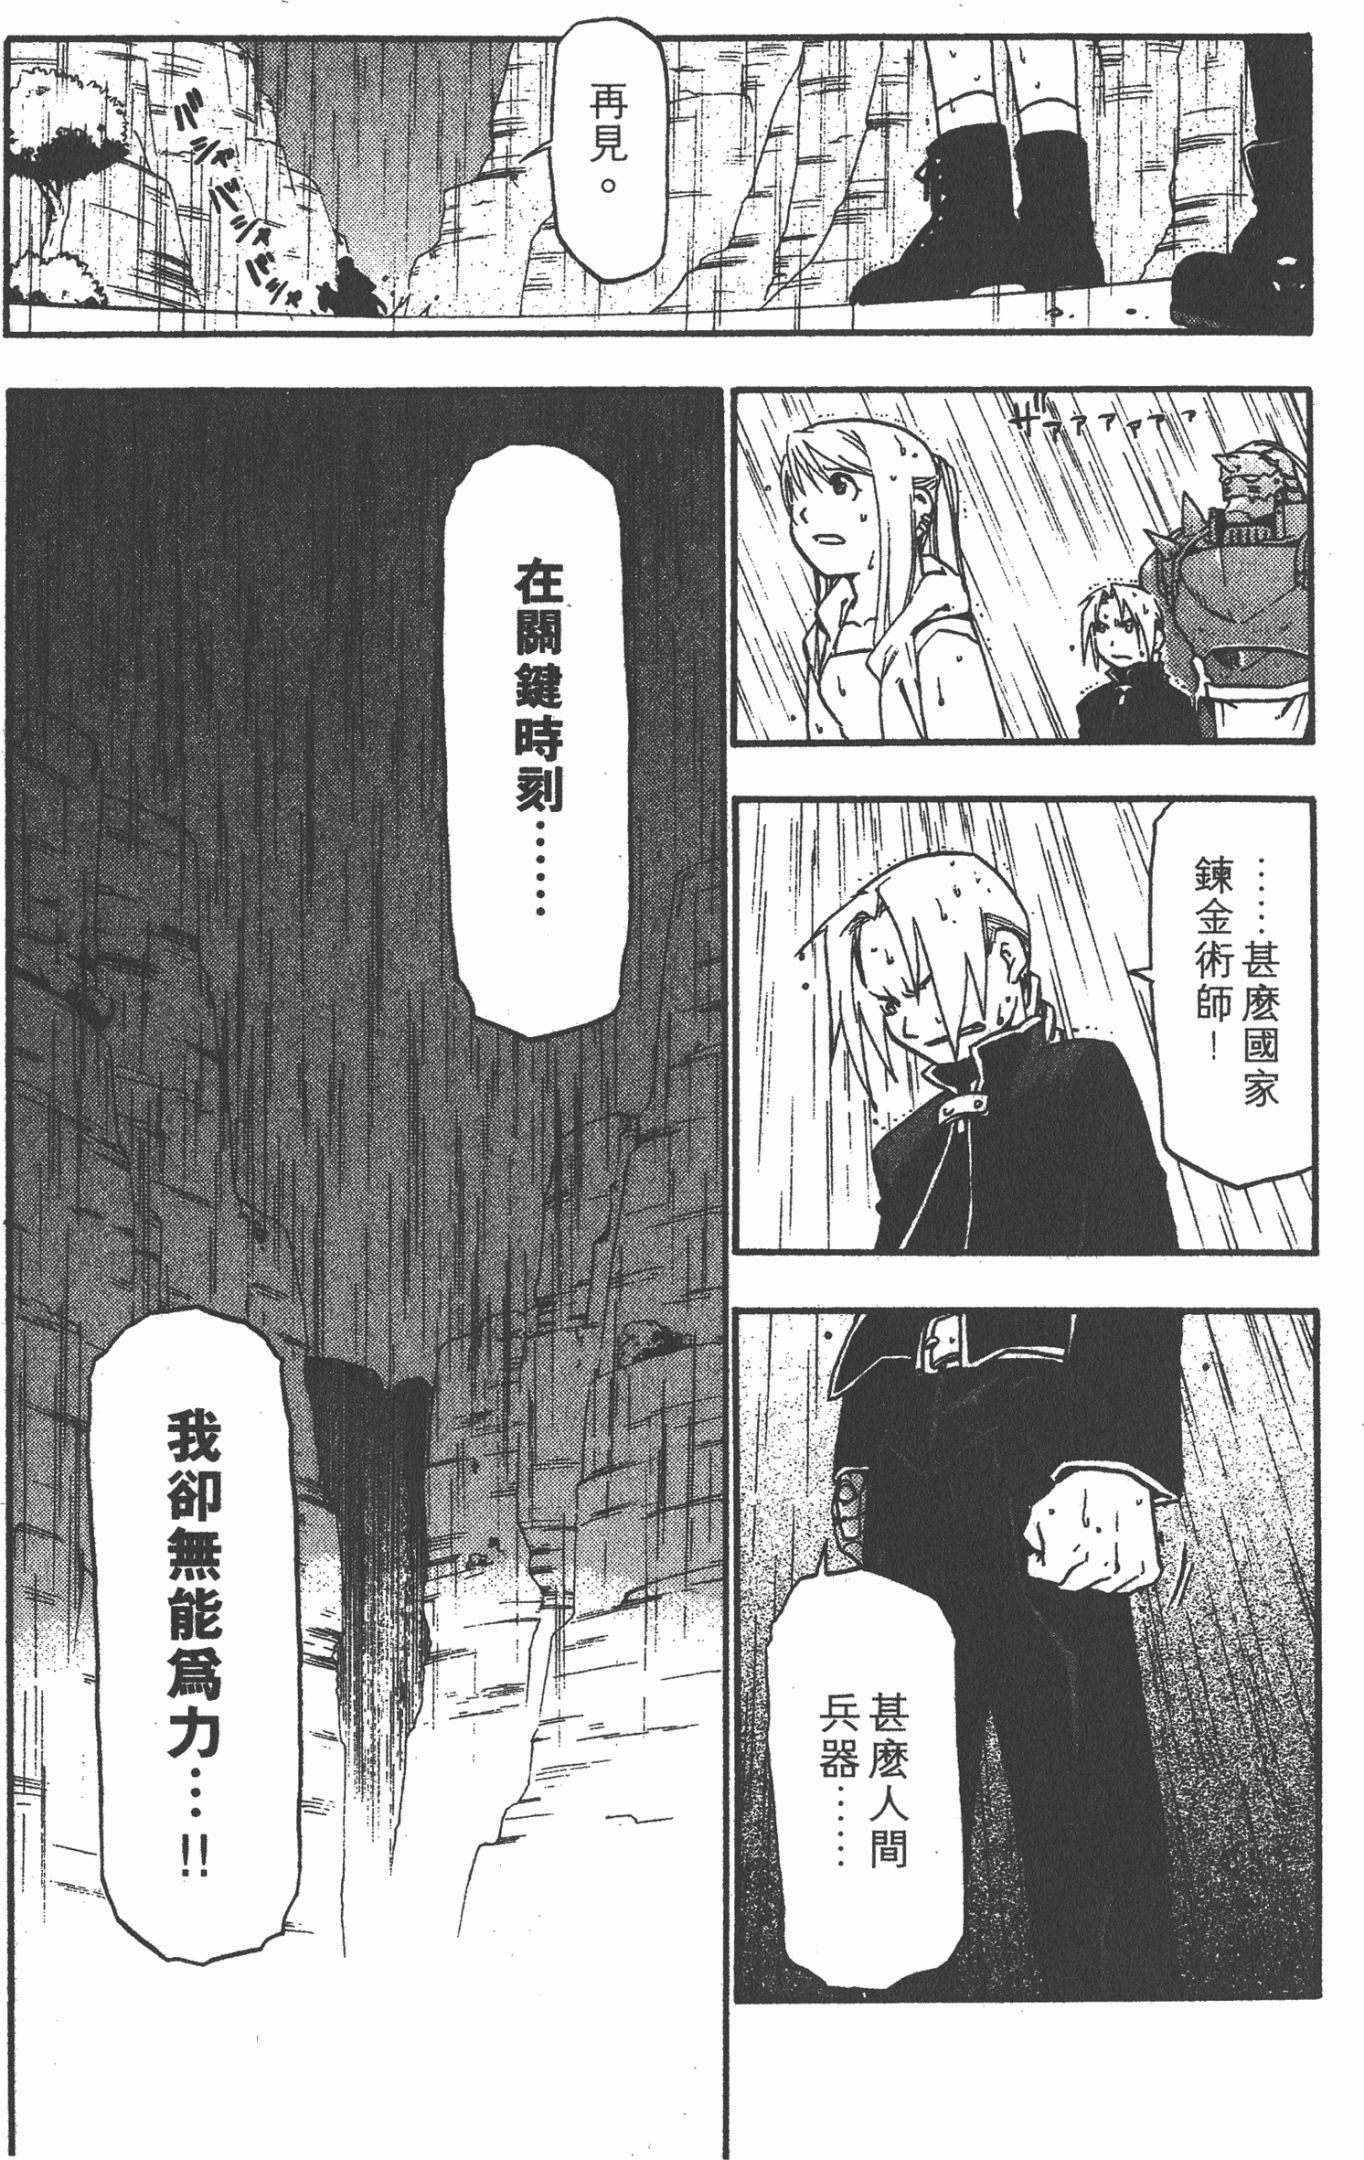 再見。
バシャ
バシャ
バシャ
ザァァァァァァ
……甚麽國家
鍊金術師！
甚麽人間
兵器……
在關鍵時刻……
我卻無能爲力…!!